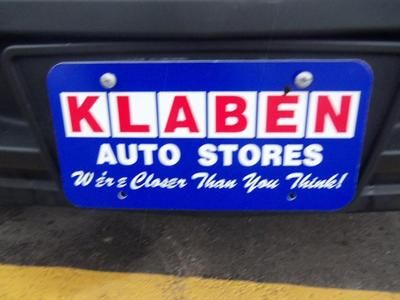 KLABEN
AUTO STORES
We're Closer Than You Think!